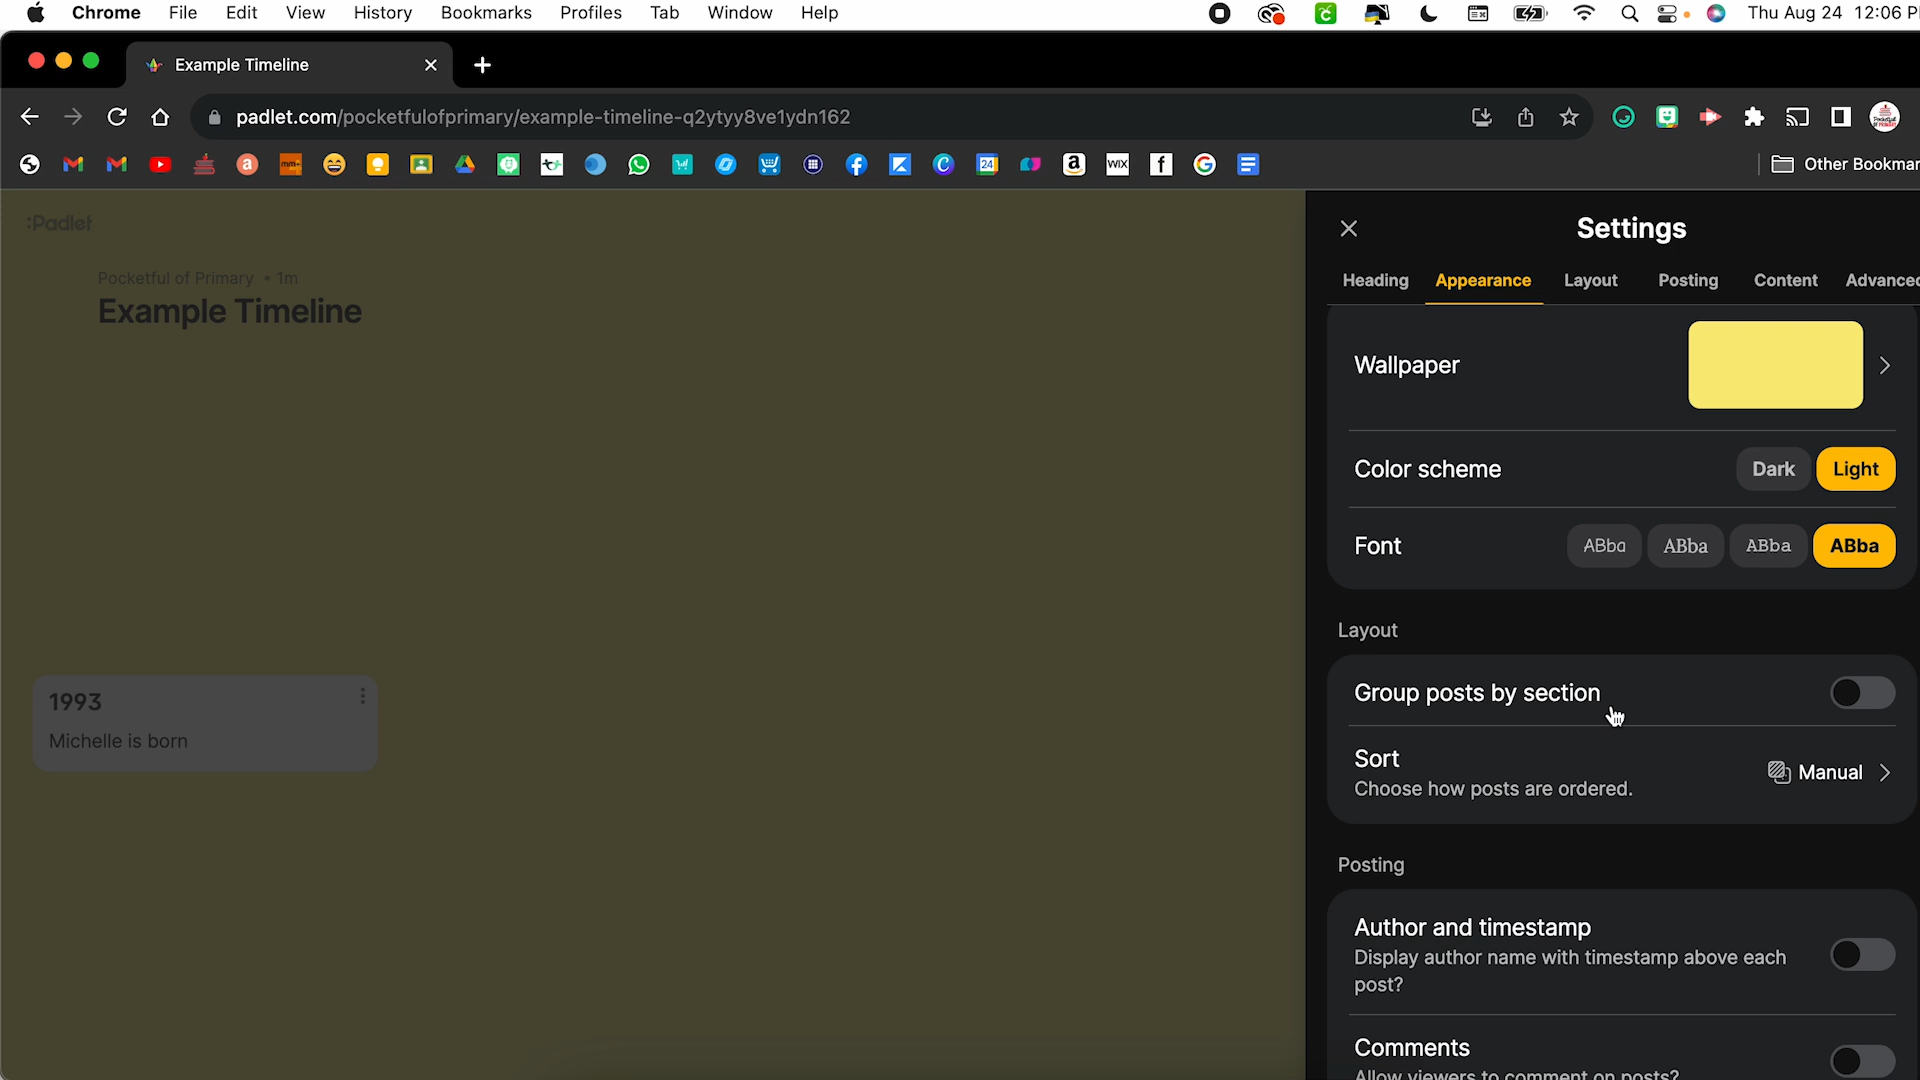 Chrome File Edit View History Bookmarks Profiles Tab Window Help Thu Aug 24 12:06 P
Example Timeline
padlet.com/pocketfulofprimary/example-timeline-q2ytyy8ve1ydn162
mm+ 24 a WIX f G Other Bookmar
:Padlet
Pocketful of Primary • 1m
Example Timeline
1993
Michelle is born
Settings
Heading Appearance Layout Posting Content Advanced
Wallpaper
Color scheme Dark Light
Font ABba ABba ABba ABba
Layout
Group posts by section
Sort
Choose how posts are ordered.
Manual
Posting
Author and timestamp
Display author name with timestamp above each
post?
Comments
Allow viewers to comment on posts?